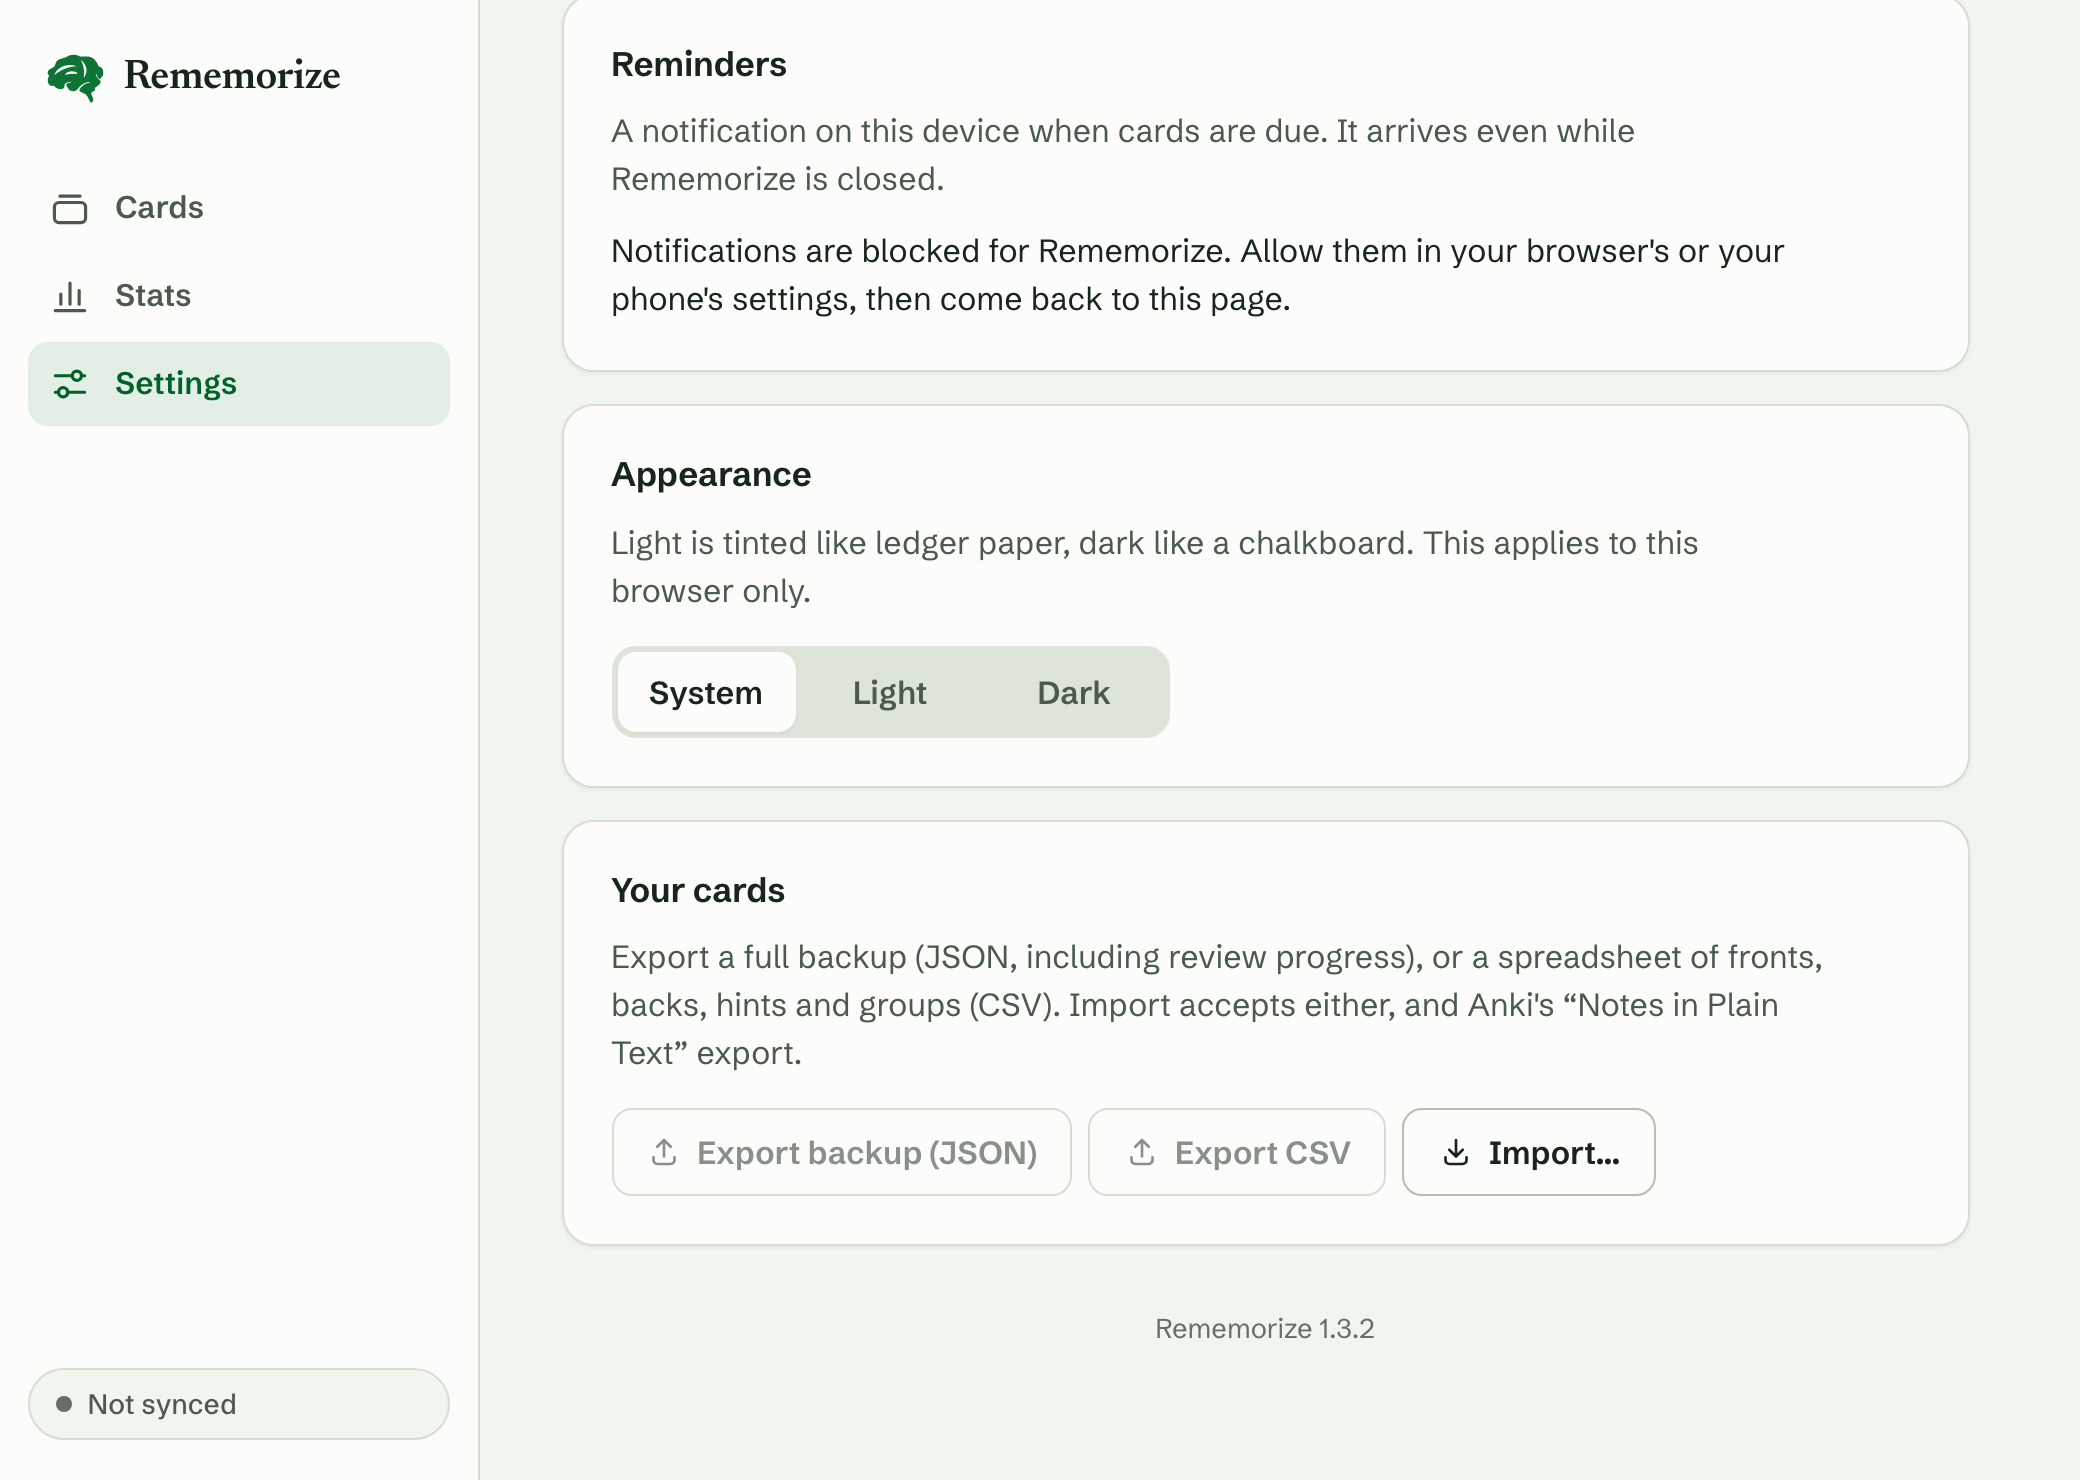 Rememorize
Cards
Stats
Settings
Not synced
Reminders
A notification on this device when cards are due. It arrives even while
Rememorize is closed.
Notifications are blocked for Rememorize. Allow them in your browser's or your
phone's settings, then come back to this page.
Appearance
Light is tinted like ledger paper, dark like a chalkboard. This applies to this
browser only.
System Light Dark
Your cards
Export a full backup (JSON, including review progress), or a spreadsheet of fronts,
backs, hints and groups (CSV). Import accepts either, and Anki's “Notes in Plain
Text” export.
Export backup (JSON) Export CSV Import...
Rememorize 1.3.2